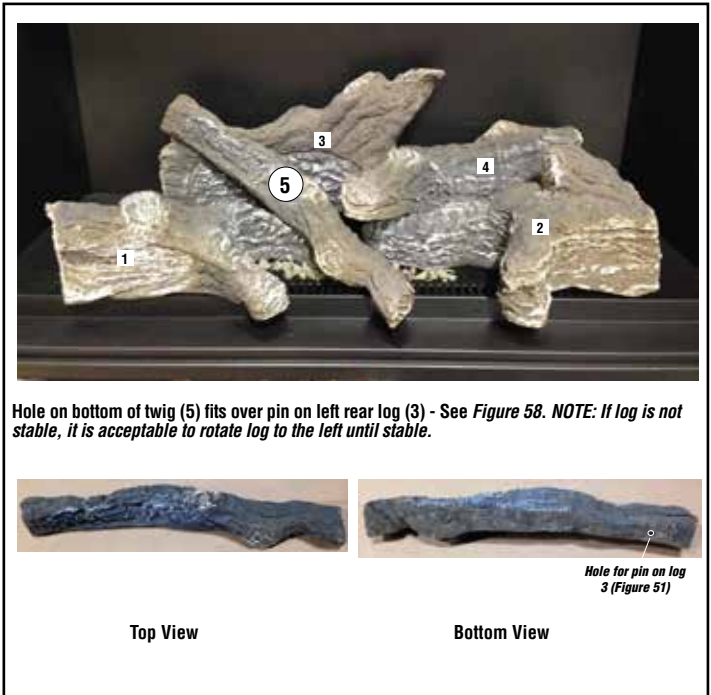 3
4
5
2
1
Hole on bottom of twig (5) fits over pin on left rear log (3) - See Figure 58. NOTE: If log is not
stable, it is acceptable to rotate log to the left until stable.
Hole for pin on log
3 (Figure 51)
Top View
Bottom View